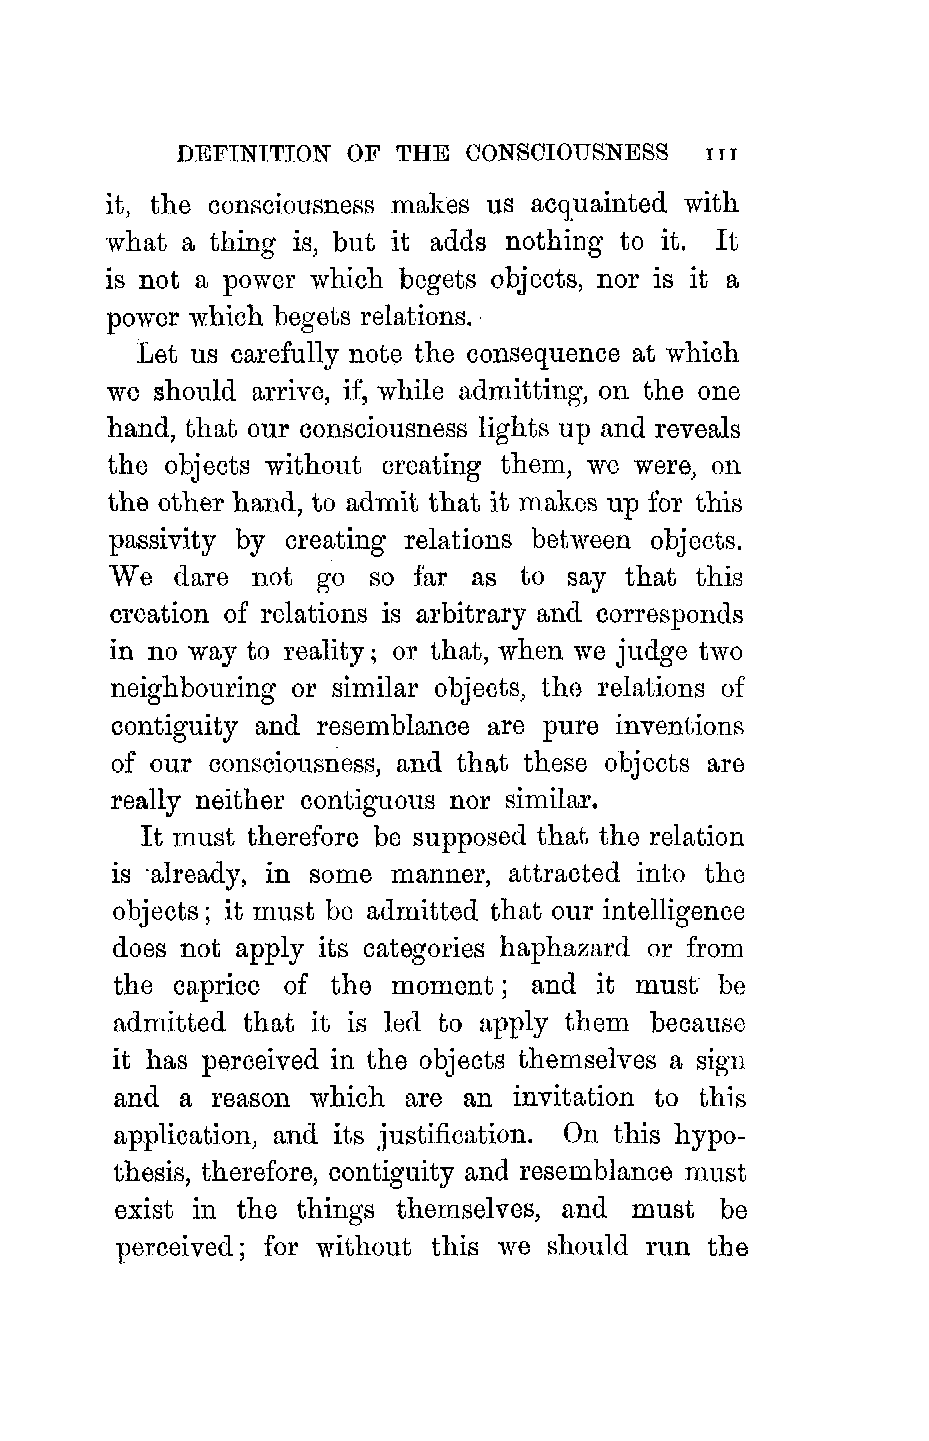 DEFINITION OF THE CONSCIOUSNESS 111
it, the consciousness makes us acquainted with
what a thing is, but it adds nothing to it. It
is not a power which begets objects, nor is it a
power which begets relations.
Let us carefully note the consequence at which
we should arrive, if, while admitting, on the one
hand, that our consciousness lights up and reveals
the objects without creating them, we were, on
the other hand, to admit that it makes up for this
passivity by creating relations between objects.
We dare not go so far as to say that this
creation of relations is arbitrary and corresponds
in no way to reality; or that, when we judge two
neighbouring or similar objects, the relations of
contiguity and resemblance are pure inventions
of our consciousness, and that these objects are
really neither contiguous nor similar.
It must therefore be supposed that the relation
is already, in some manner, attracted into the
objects; it must be admitted that our intelligence
does not apply its categories haphazard or from
the caprice of the moment; and it must be
admitted that it is led to apply them because
it has perceived in the objects themselves a sign
and a reason which are an invitation to this
application, and its justification. On this hypo-
thesis, therefore, contiguity and resemblance must
exist in the things themselves, and must be
perceived; for without this we should run the